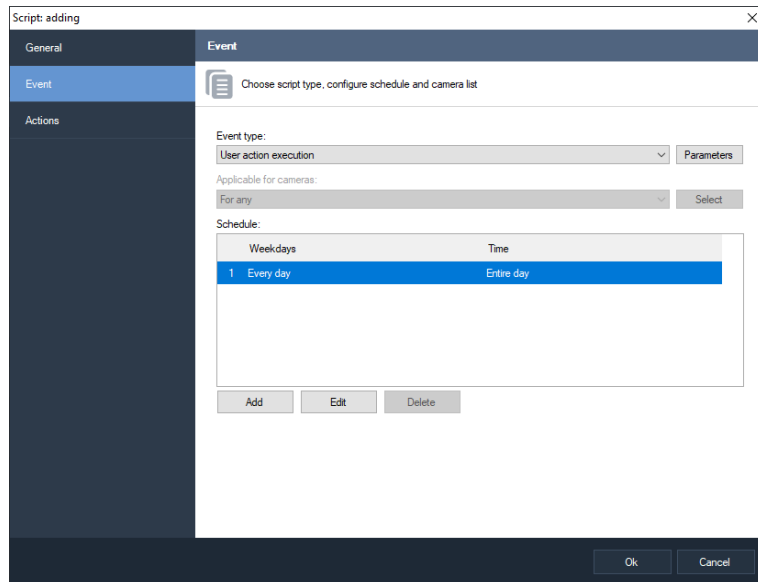 Script: adding
General
Event
Actions
Event
Choose script type, configure schedule and camera list
Event type:
User action execution
Parameters
Applicable for cameras:
For any
Select
Schedule:
Weekdays Time
1 Every day Entire day
Add Edit Delete
Ok Cancel